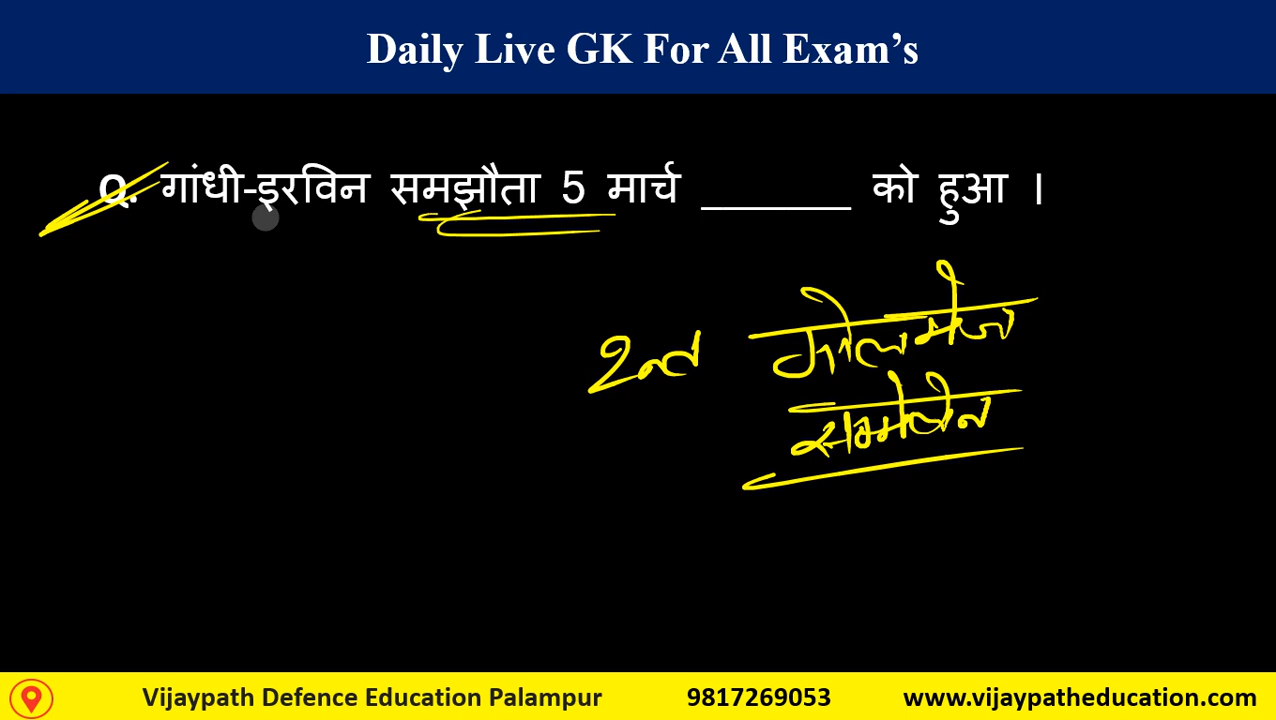 Daily Live GK For All Exam’s
Q. गांधी-इरविन समझौता 5 मार्च _______ को हुआ ।
2nd गोलमेज
सम्मेलन
Vijaypath Defence Education Palampur 9817269053 www.vijaypatheducation.com